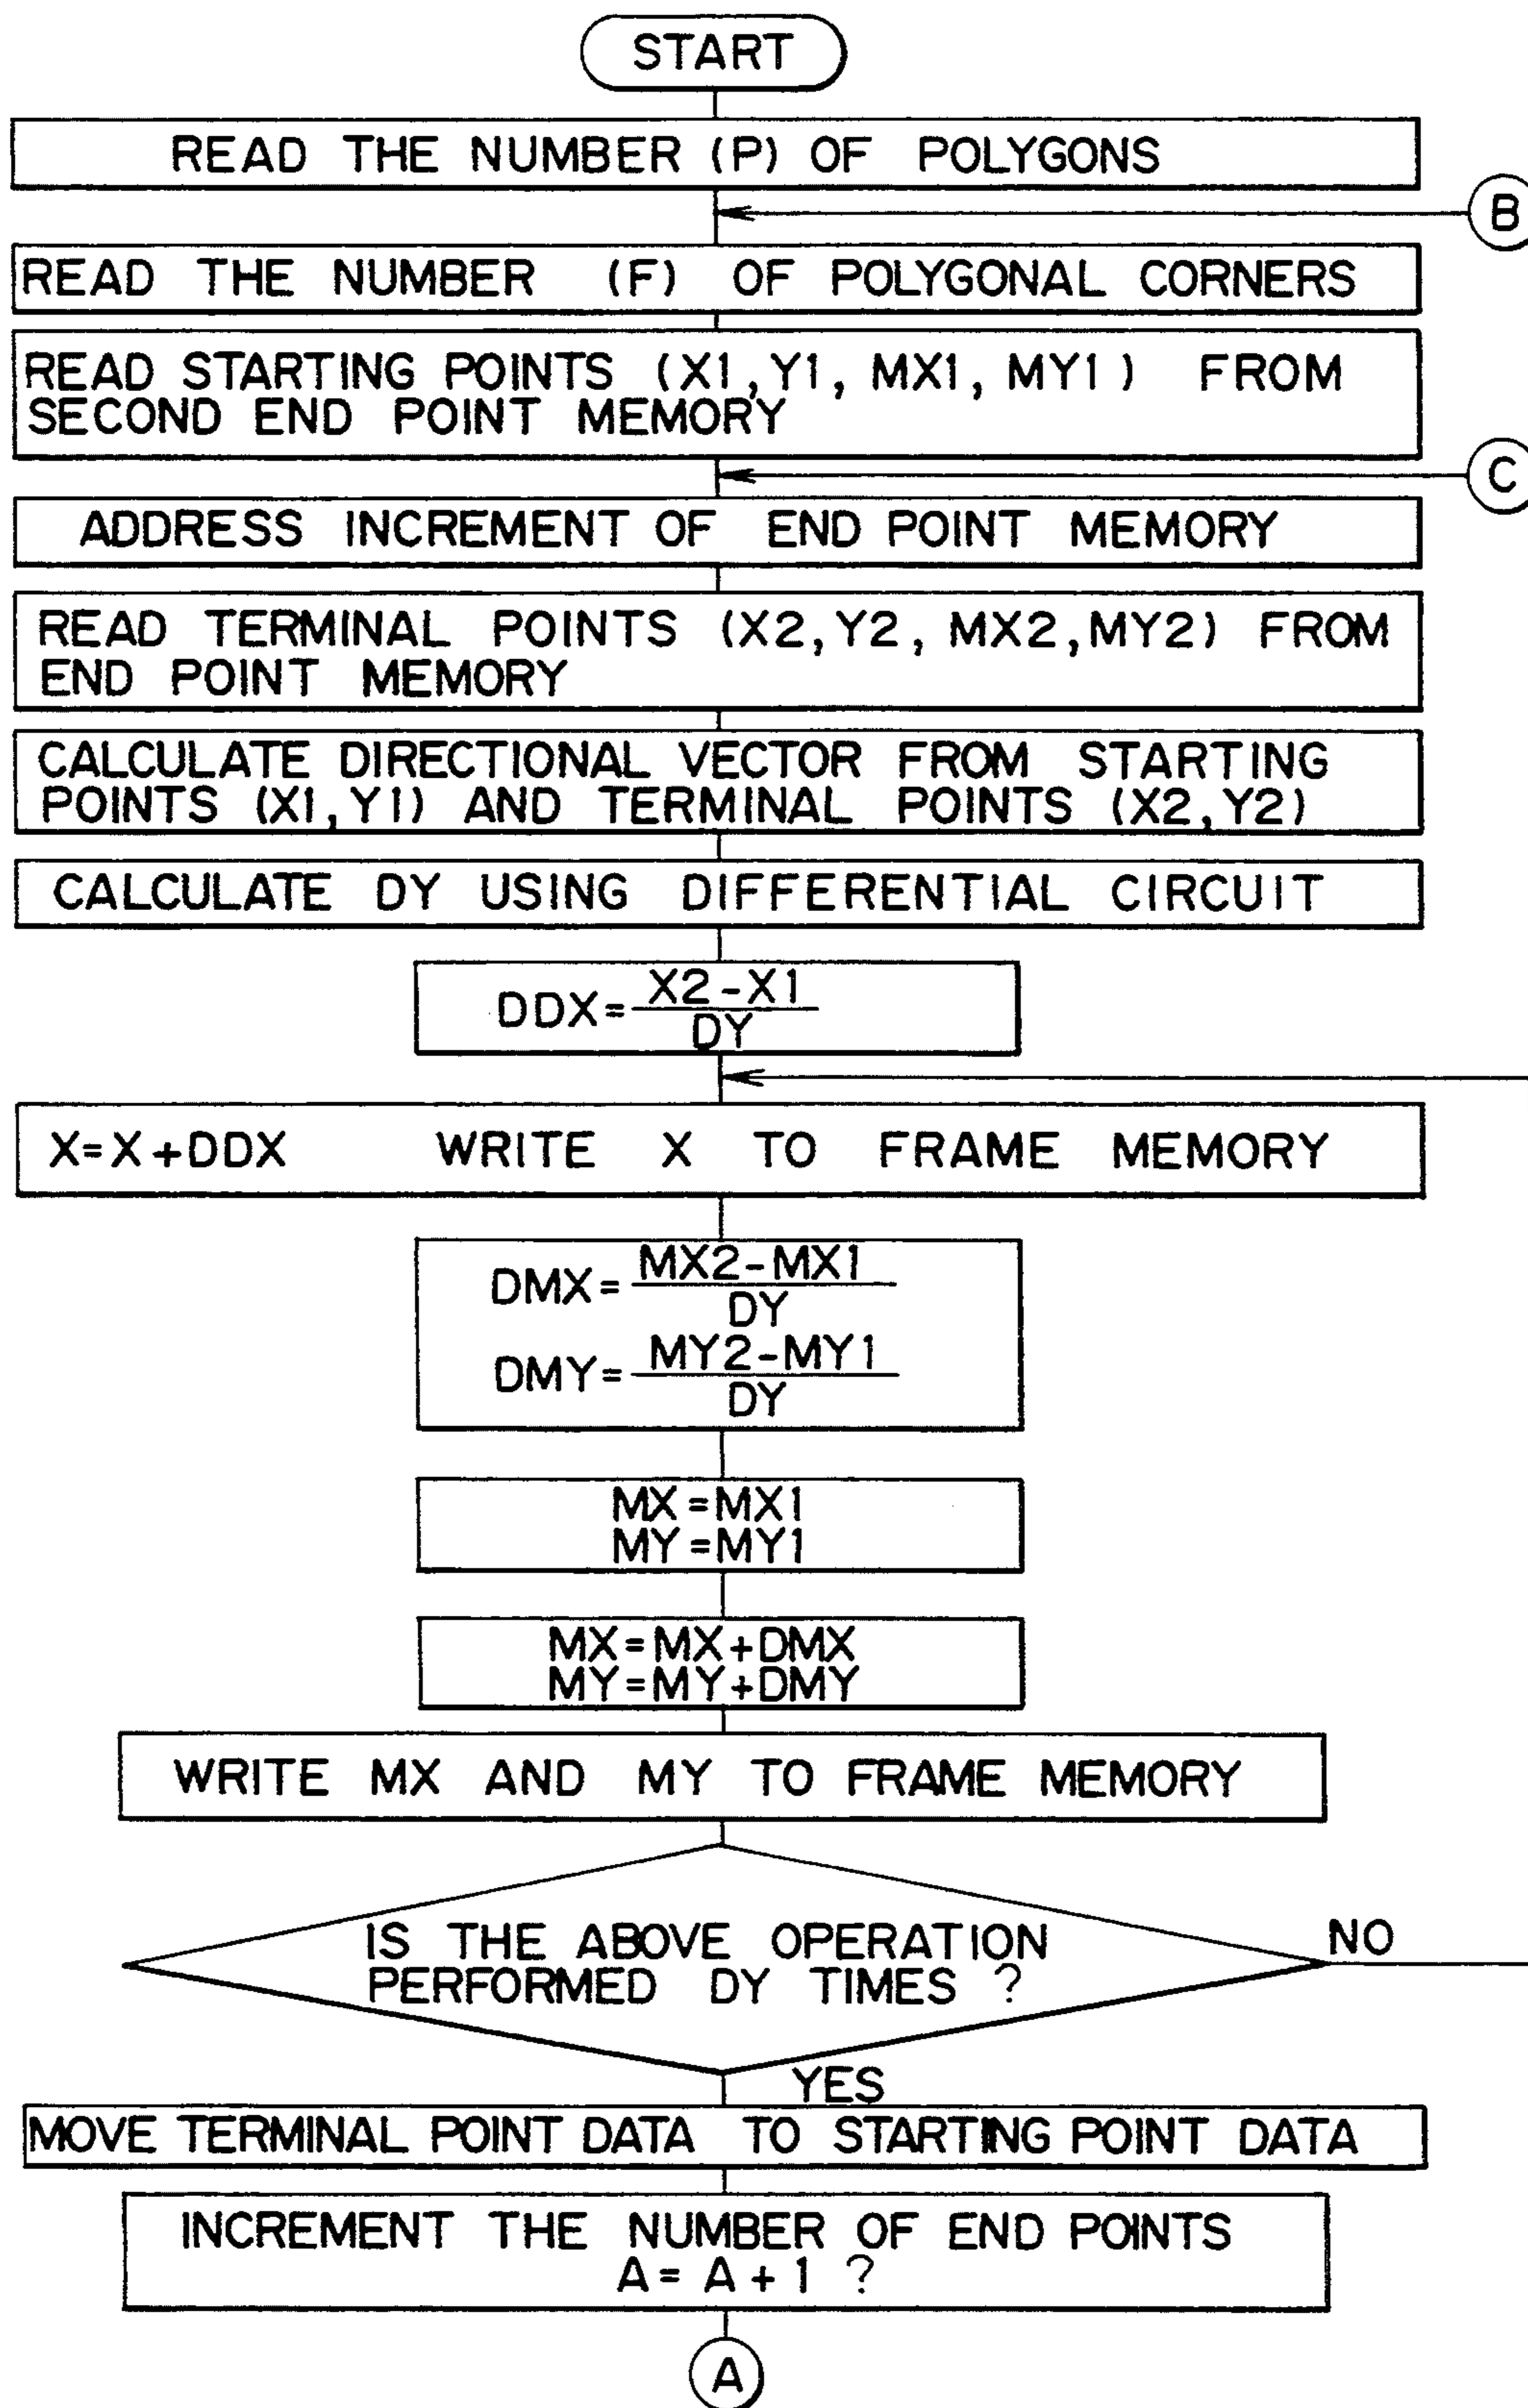 START
READ THE NUMBER (P) OF POLYGONS
B
READ THE NUMBER (F) OF POLYGONAL CORNERS
READ STARTING POINTS (X1,Y1, MX1, MY1) FROM
SECOND END POINT MEMORY
C
ADDRESS INCREMENT OF END POINT MEMORY
READ TERMINAL POINTS (X2,Y2, MX2,MY2) FROM
END POINT MEMORY
CALCULATE DIRECTIONAL VECTOR FROM STARTING
POINTS (X1,Y1) AND TERMINAL POINTS (X2,Y2)
CALCULATE DY USING DIFFERENTIAL CIRCUIT
DDX= X2-X1
DY
X=X+DDX WRITE X TO FRAME MEMORY
DMX= MX2-MX1
DY
DMY= MY2-MY1
DY
MX=MX1
MY=MY1
MX=MX+DMX
MY=MY+DMY
WRITE MX AND MY TO FRAME MEMORY
IS THE ABOVE OPERATION
PERFORMED DY TIMES ?
NO
YES
MOVE TERMINAL POINT DATA TO STARTING POINT DATA
INCREMENT THE NUMBER OF END POINTS
A= A+1 ?
A